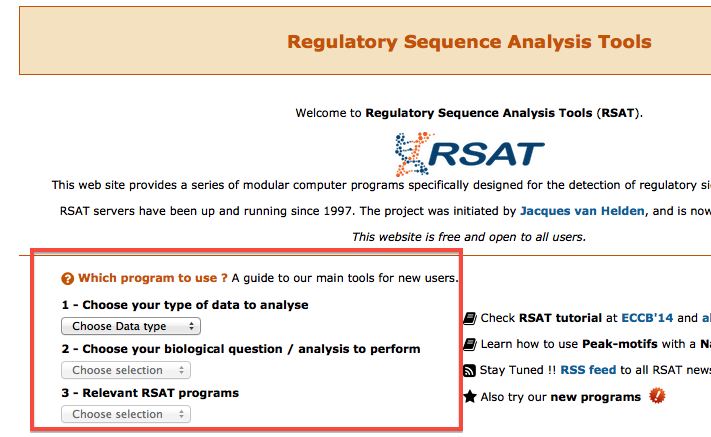 Regulatory Sequence Analysis Tools
Welcome to Regulatory Sequence Analysis Tools (RSAT).
RSAT
This web site provides a series of modular computer programs specifically designed for the detection of regulatory
RSAT servers have been up and running since 1997. The project was initiated by Jacques van Helden, and is now
This website is free and open to all users.
? Which program to use ? A guide to our main tools for new users.
1 - Choose your type of data to analyse
Choose Data type
2 - Choose your biological question / analysis to perform
Choose selection
3 - Relevant RSAT programs
Choose selection
Check RSAT tutorial at ECCB'14 and
Learn how to use Peak-motifs with a
Stay Tuned !! RSS feed to all RSAT news
Also try our new programs !